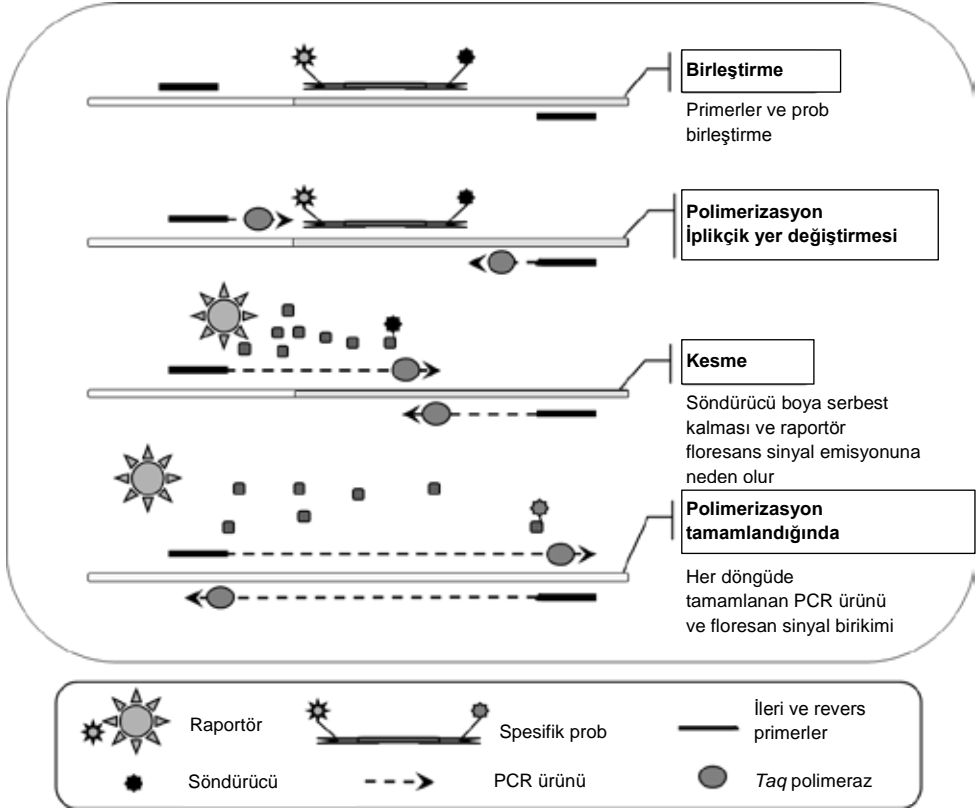 Birleştirme
Primerler ve prob
birleştirme
Polimerizasyon
İplikçik yer değiştirmesi
Kesme
Söndürücü boya serbest
kalması ve raportör
floresans sinyal emisyonuna
neden olur
Polimerizasyon
tamamlandığında
Her döngüde
tamamlanan PCR ürünü
ve floresan sinyal birikimi
Raportör
Spesifik prob
İleri ve revers
primerler
Söndürücü
PCR ürünü
Taq polimeraz